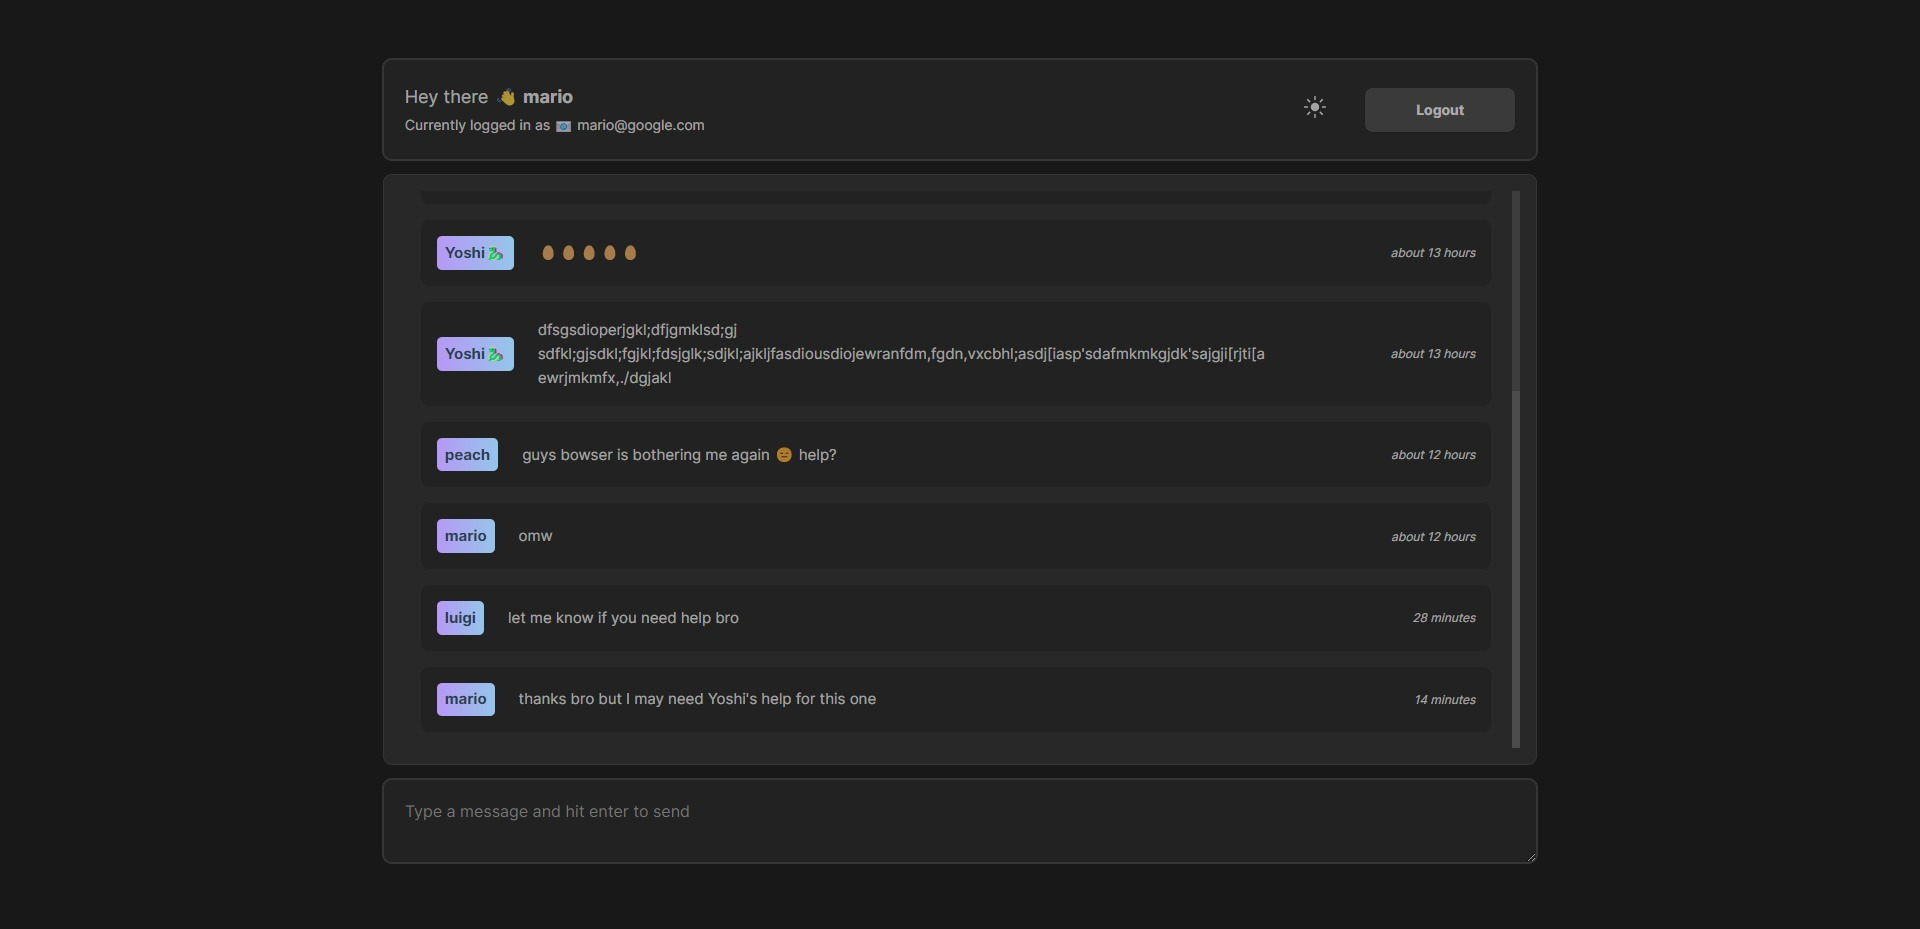 Hey there 👋 mario
Currently logged in as 📧 mario@google.com
Logout
Yoshi🦎 🥚 🥚 🥚 🥚 🥚 about 13 hours
dfsgsdioperjgkl;dfjgmklsd;gj
Yoshi🦎 sdfkl;gjsdkl;fgjkl;fdsjglk;sdjkl;ajkljfasdiousdiojewranfdm,fgdn,vxcbhl;asdj[iasp'sdafmkmkgjdk'sajgji[rjti[a about 13 hours
ewrjmkmfx,./dgjakl
peach guys bowser is bothering me again 😑 help? about 12 hours
mario omw about 12 hours
luigi let me know if you need help bro 28 minutes
mario thanks bro but I may need Yoshi's help for this one 14 minutes
Type a message and hit enter to send